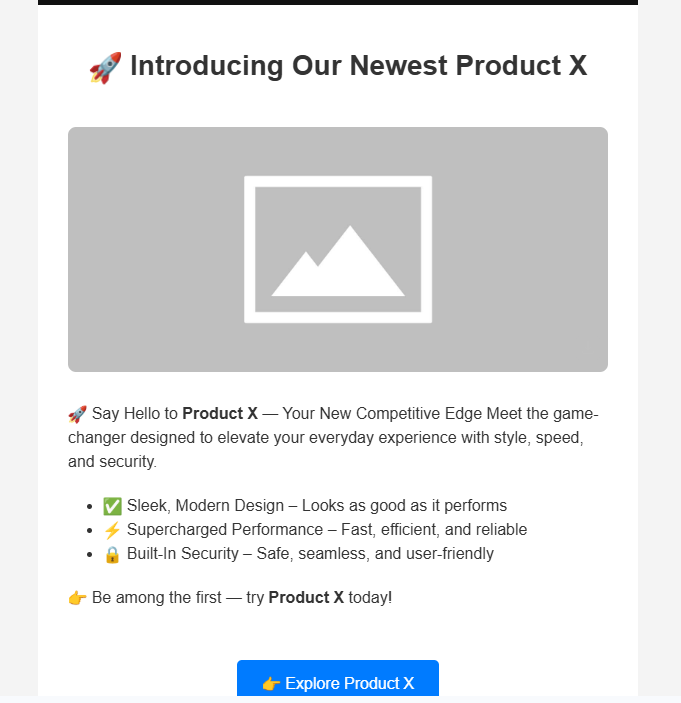 🚀 Introducing Our Newest Product X
🚀 Say Hello to Product X — Your New Competitive Edge Meet the game-
changer designed to elevate your everyday experience with style, speed,
and security.
• ✅ Sleek, Modern Design – Looks as good as it performs
• ⚡ Supercharged Performance – Fast, efficient, and reliable
• 🔒 Built-In Security – Safe, seamless, and user-friendly
👉 Be among the first — try Product X today!
👉 Explore Product X